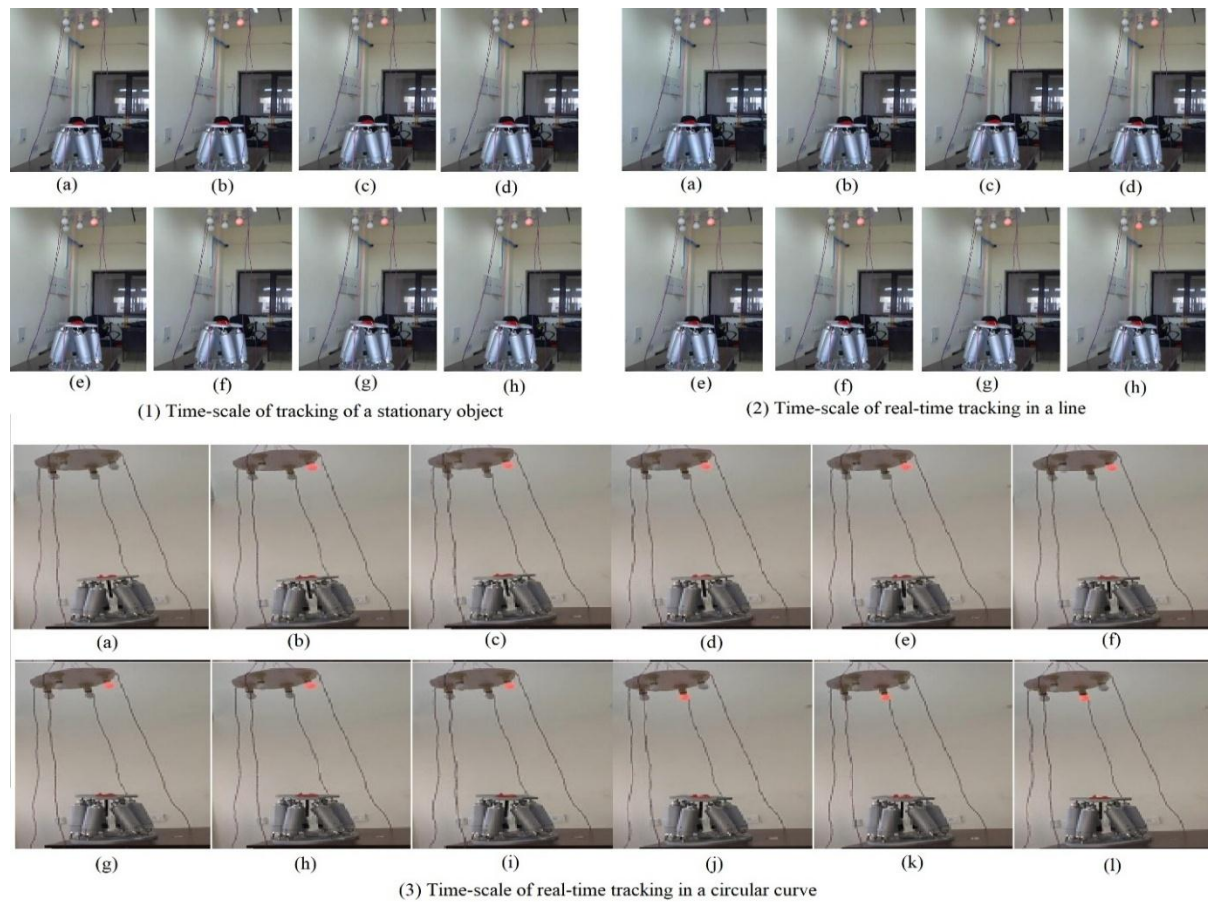 (a) (b) (c) (d) (a) (b) (c) (d)
(e) (f) (g) (h) (e) (f) (g) (h)
(1) Time-scale of tracking of a stationary object
(2) Time-scale of real-time tracking in a line
(a) (b) (c) (d) (e) (f)
(g) (h) (i) (j) (k) (l)
(3) Time-scale of real-time tracking in a circular curve